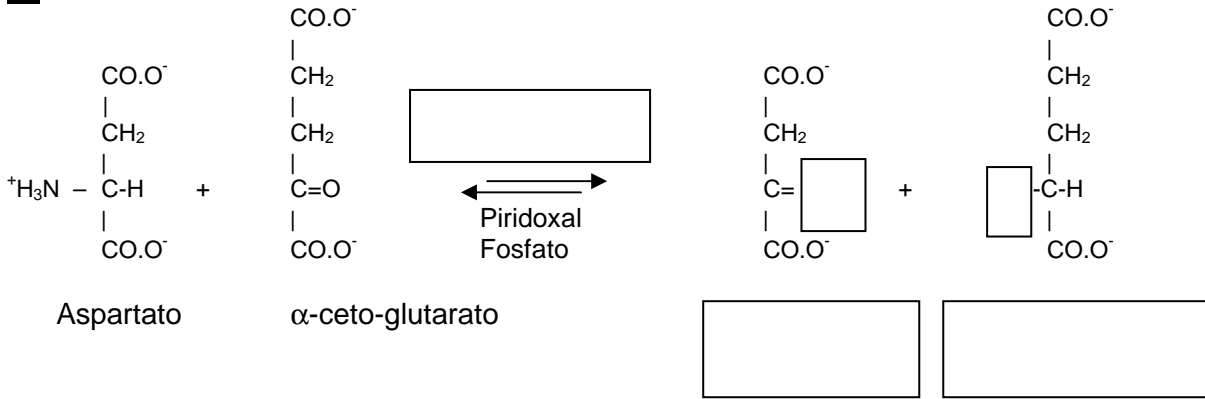 CO.O⁻ CO.O⁻
| |
CO.O⁻ CH₂ CO.O⁻ CH₂
| | | |
CH₂ CH₂ CH₂ CH₂
| | | |
⁺H₃N – C-H + C=O C= + -C-H
| | Piridoxal | |
CO.O⁻ CO.O⁻ Fosfato CO.O⁻ CO.O⁻
Aspartato α-ceto-glutarato